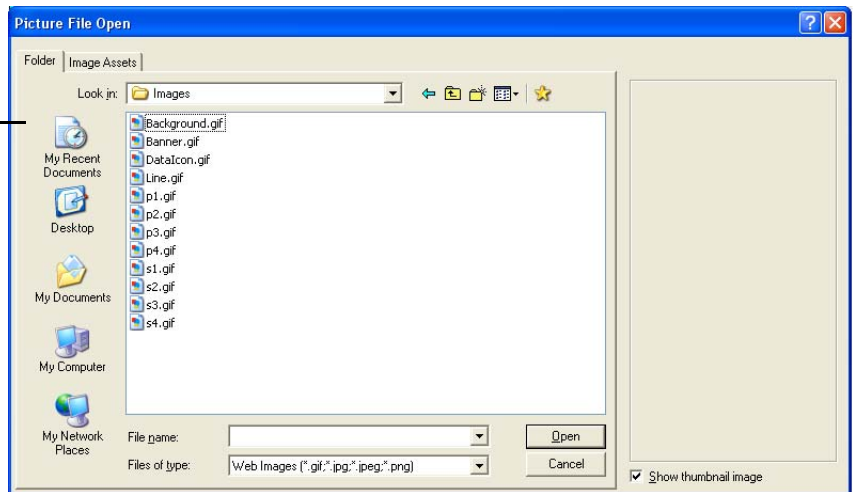 Picture File Open
Folder
Image Assets
Look in:
Images
My Recent
Documents
Desktop
My Documents
My Computer
My Network
Places
Background.gif
Banner.gif
DataIcon.gif
Line.gif
p1.gif
p2.gif
p3.gif
p4.gif
s1.gif
s2.gif
s3.gif
s4.gif
File name:
Open
Files of type:
Web Images (*.gif;*.jpg;*.jpeg;*.png)
Cancel
Show thumbnail image